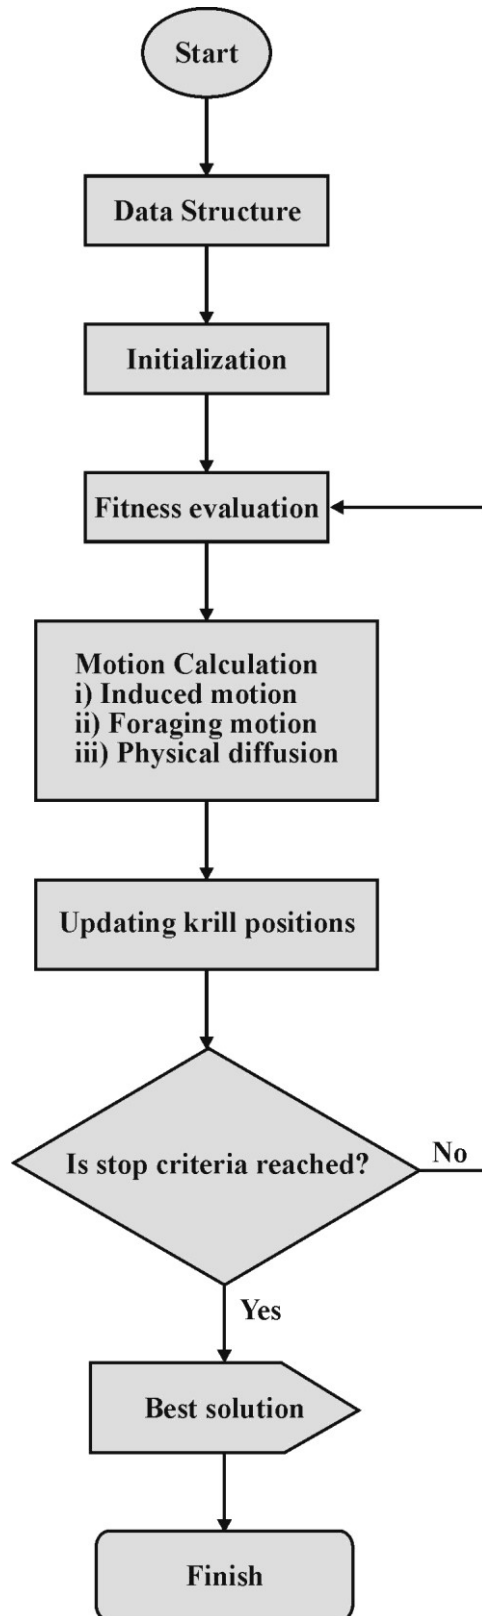 Start
Data Structure
Initialization
Fitness evaluation
Motion Calculation
i) Induced motion
ii) Foraging motion
iii) Physical diffusion
Updating krill positions
Is stop criteria reached?
No
Yes
Best solution
Finish